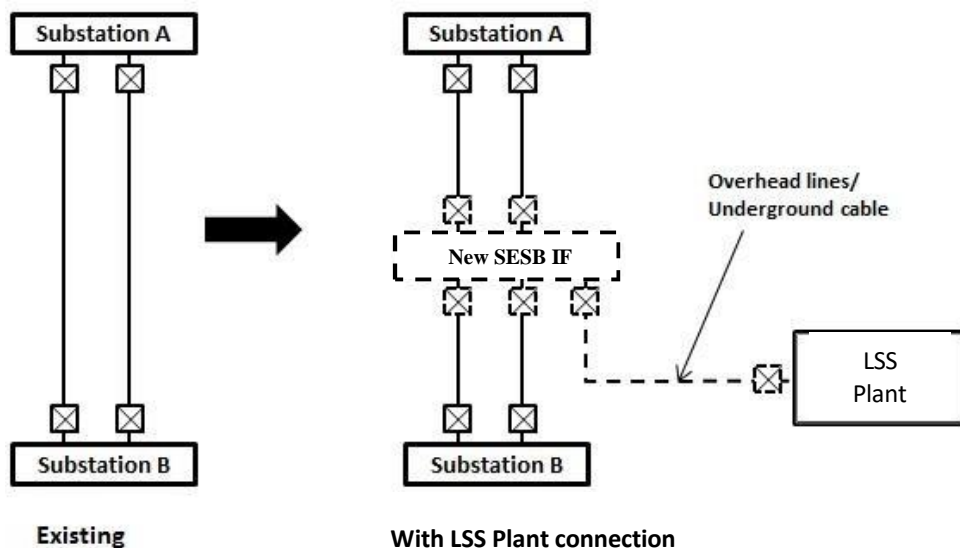 Substation A
Substation A
Overhead lines/
Underground cable
New SESB IF
LSS
Plant
Substation B
Substation B
Existing
With LSS Plant connection